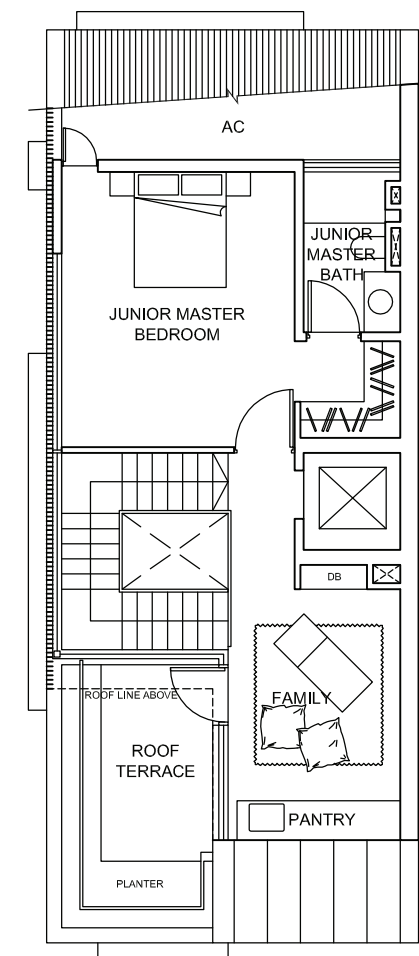 AC
JUNIOR
MASTER
BATH
JUNIOR MASTER
BEDROOM
DB
ROOF LINE ABOVE
FAMILY
ROOF
TERRACE
PANTRY
PLANTER